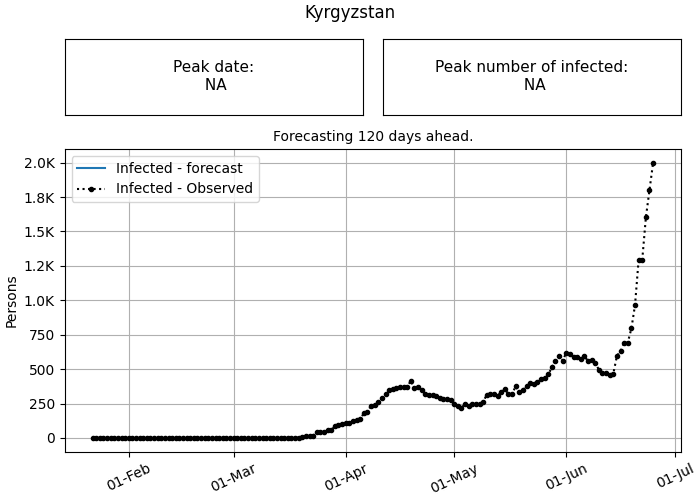 Kyrgyzstan
Peak date:
NA
Peak number of infected:
NA
Forecasting 120 days ahead.
Infected - forecast
Infected - Observed
2.0K
1.8K
1.5K
1.2K
1.0K
750
500
250
0
Persons
01-Feb
01-Mar
01-Apr
01-May
01-Jun
01-Jul